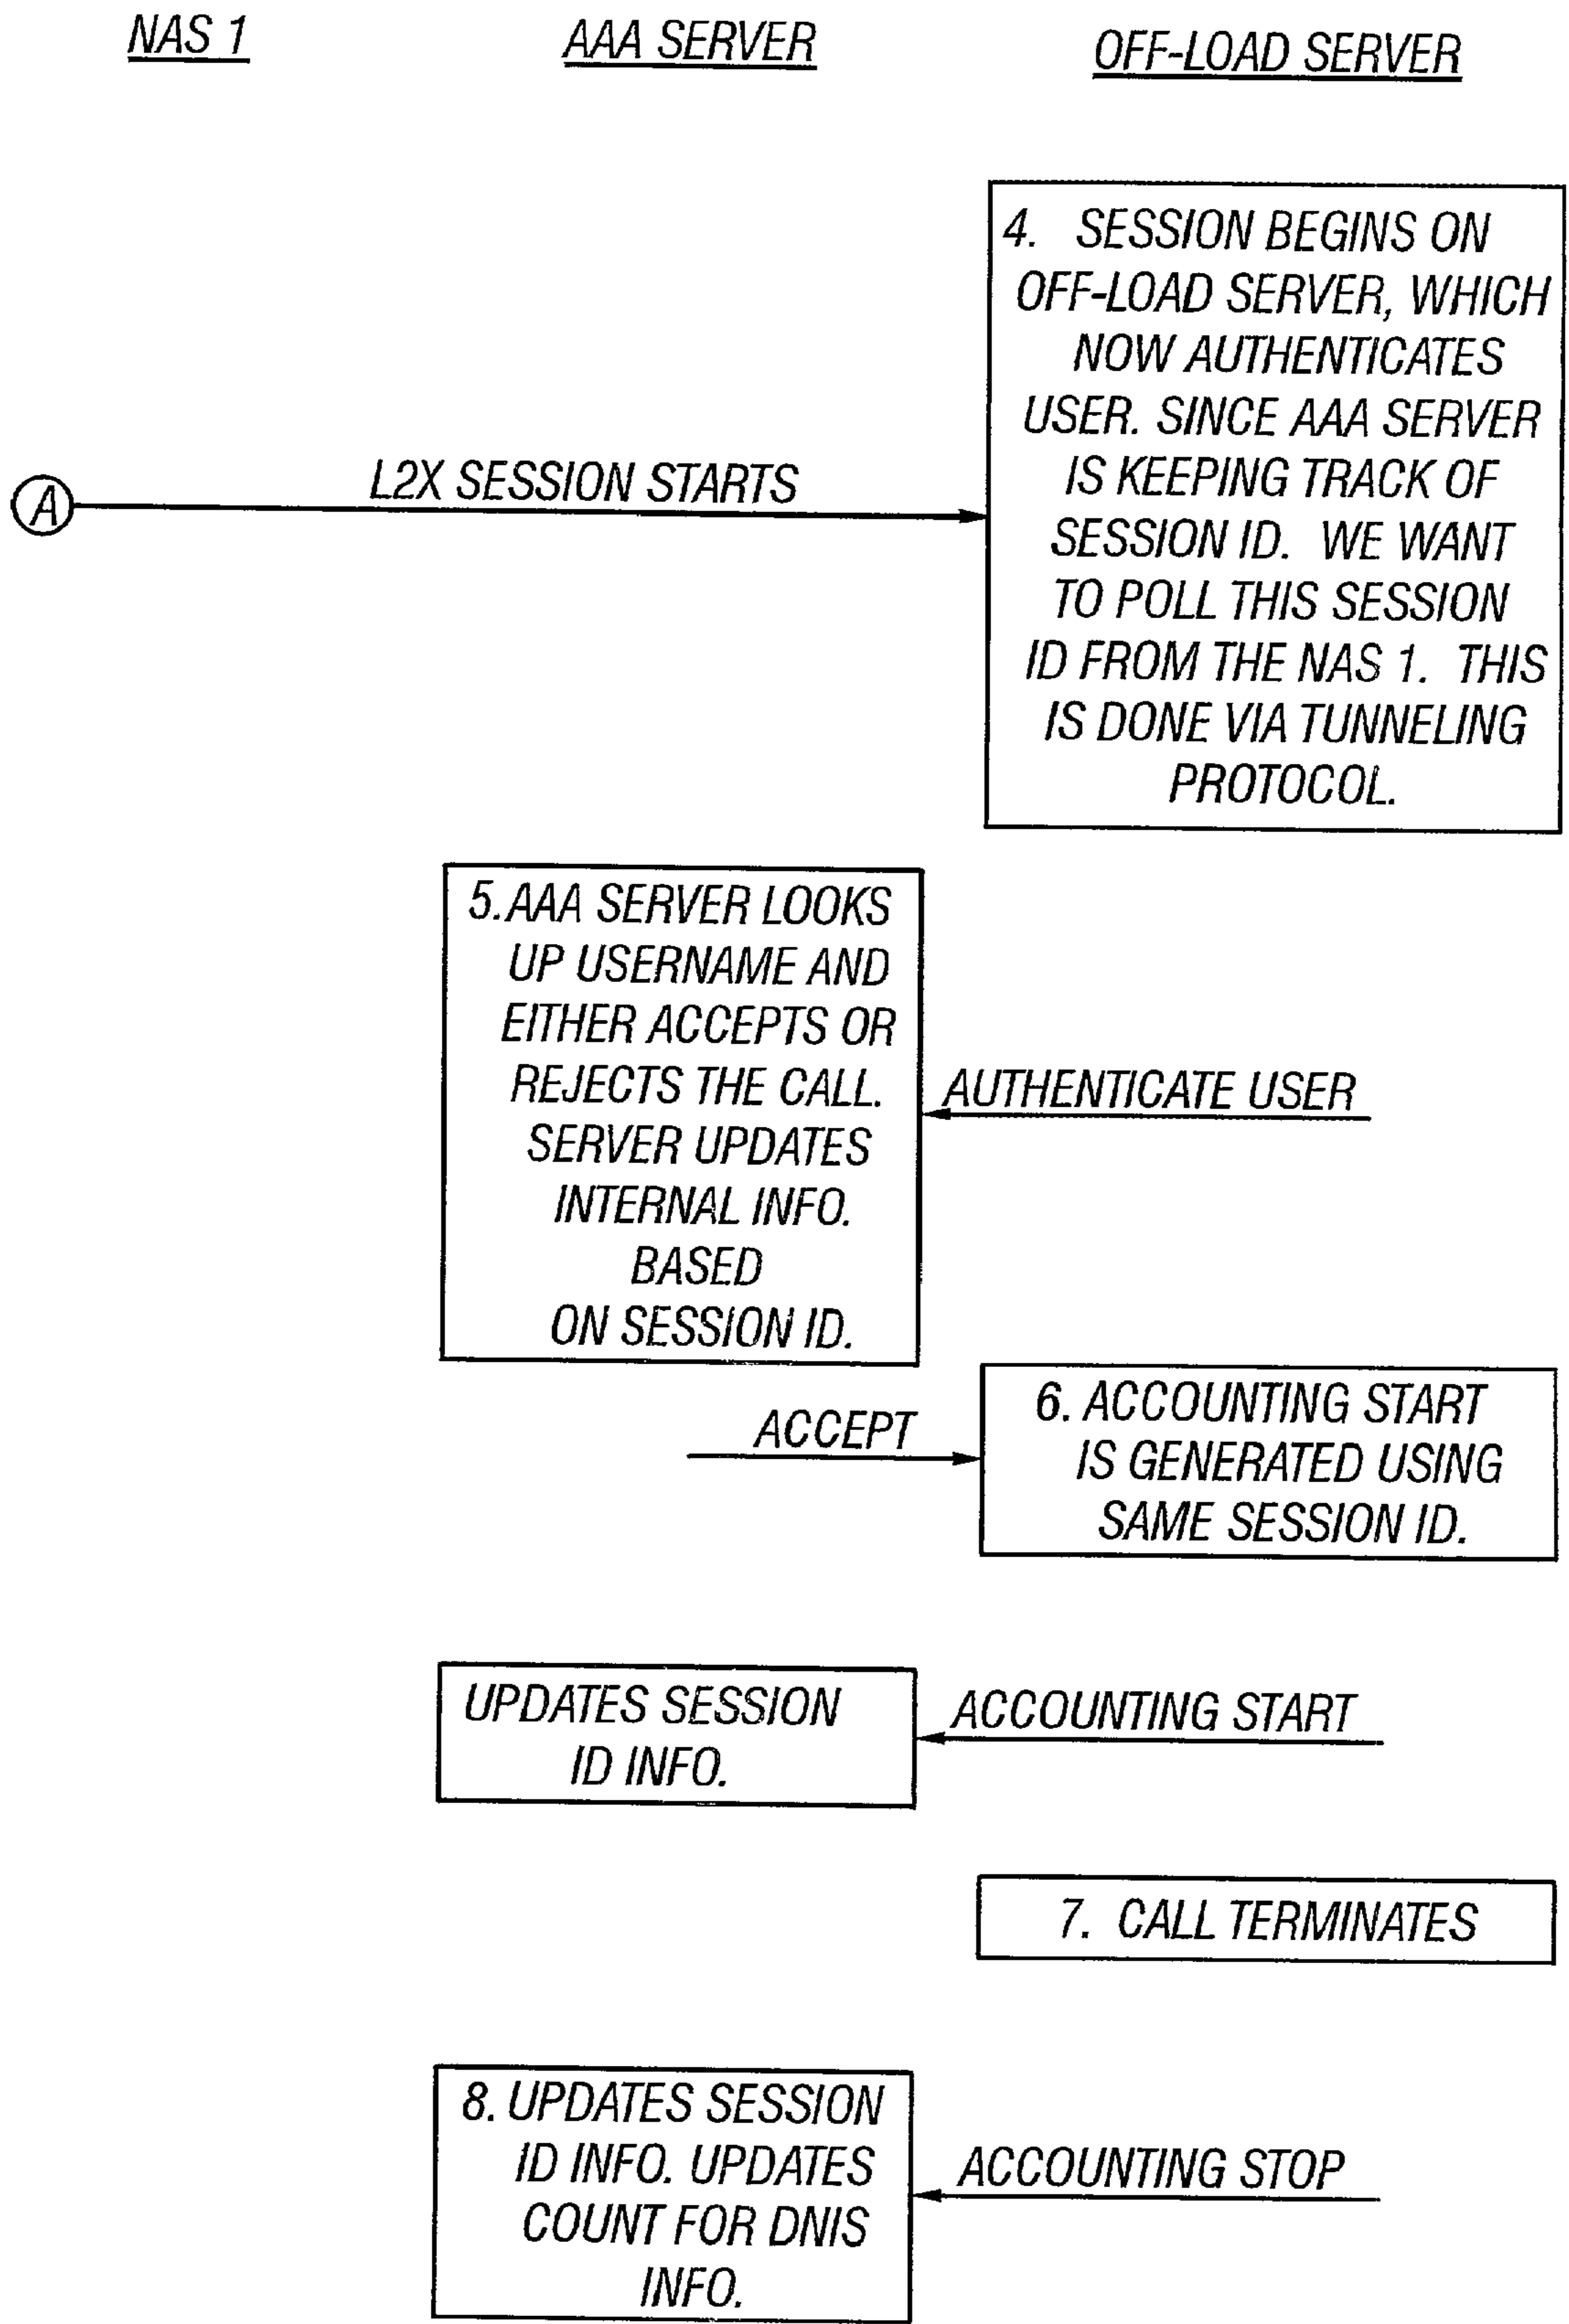 NAS 1
AAA SERVER
OFF-LOAD SERVER
4. SESSION BEGINS ON
OFF-LOAD SERVER, WHICH
NOW AUTHENTICATES
USER. SINCE AAA SERVER
IS KEEPING TRACK OF
SESSION ID. WE WANT
TO POLL THIS SESSION
ID FROM THE NAS 1. THIS
IS DONE VIA TUNNELING
PROTOCOL.
A
L2X SESSION STARTS
5. AAA SERVER LOOKS
UP USERNAME AND
EITHER ACCEPTS OR
REJECTS THE CALL.
SERVER UPDATES
INTERNAL INFO.
BASED
ON SESSION ID.
AUTHENTICATE USER
ACCEPT
6. ACCOUNTING START
IS GENERATED USING
SAME SESSION ID.
UPDATES SESSION
ID INFO.
ACCOUNTING START
7. CALL TERMINATES
8. UPDATES SESSION
ID INFO. UPDATES
COUNT FOR DNIS
INFO.
ACCOUNTING STOP